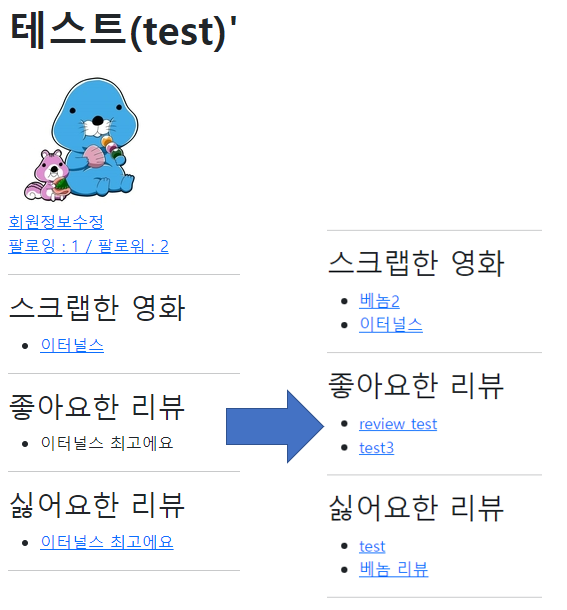 테스트(test)'
회원정보수정
팔로잉 : 1 / 팔로워 : 2
스크랩한 영화
이터널스
좋아요한 리뷰
이터널스 최고에요
싫어요한 리뷰
이터널스 최고에요
스크랩한 영화
베놈2
이터널스
좋아요한 리뷰
review test
test3
싫어요한 리뷰
test
베놈 리뷰